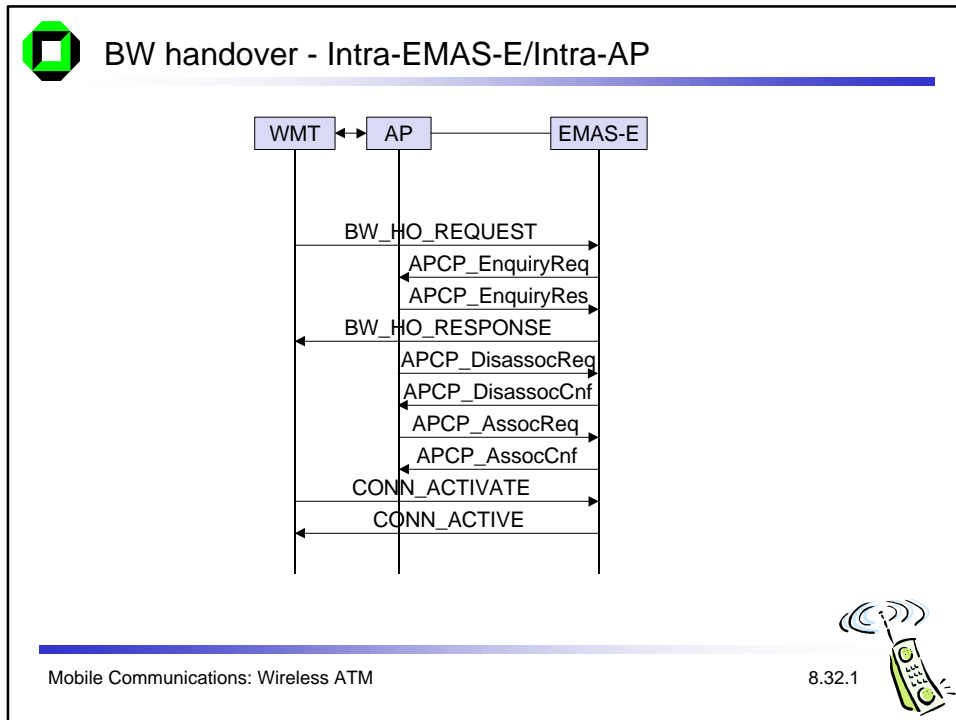 BW handover - Intra-EMAS-E/Intra-AP
WMT AP EMAS-E
BW_HO_REQUEST
APCP_EnquiryReq
APCP_EnquiryRes
BW_HO_RESPONSE
APCP_DisassocReq
APCP_DisassocCnf
APCP_AssocReq
APCP_AssocCnf
CONN_ACTIVATE
CONN_ACTIVE
Mobile Communications: Wireless ATM 8.32.1